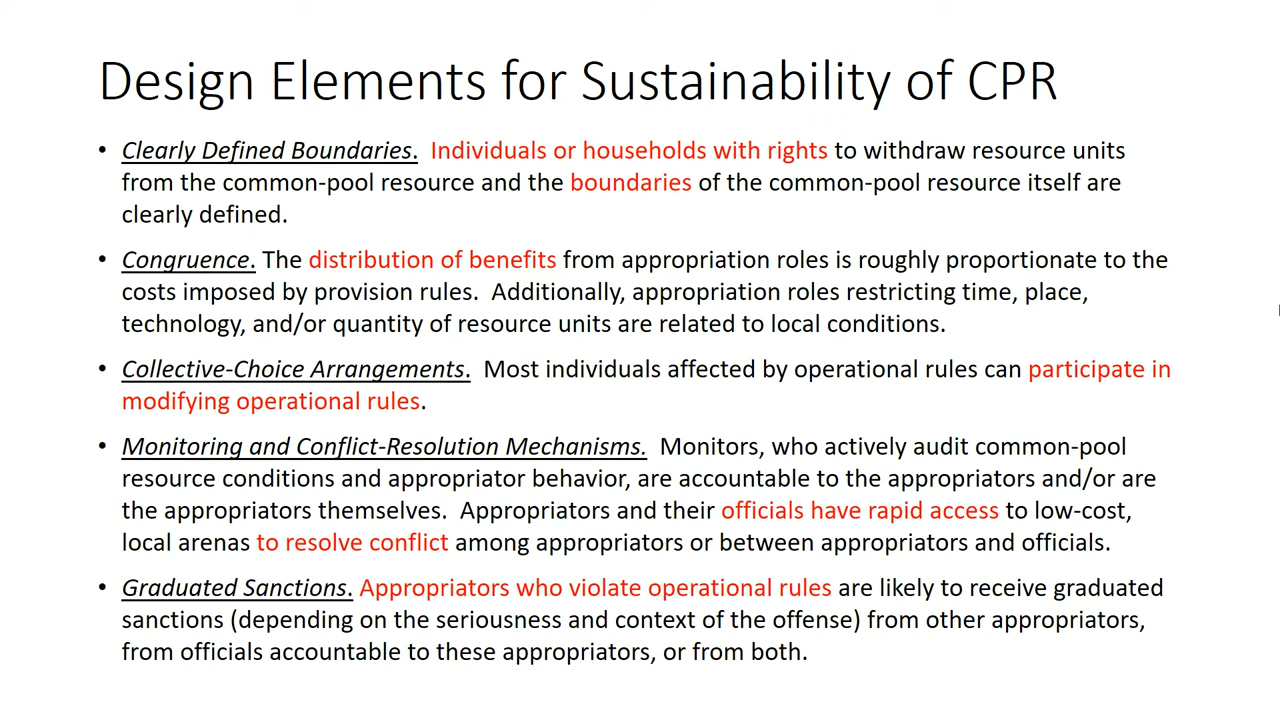 Design Elements for Sustainability of CPR
• Clearly Defined Boundaries. Individuals or households with rights to withdraw resource units
from the common-pool resource and the boundaries of the common-pool resource itself are
clearly defined.
• Congruence. The distribution of benefits from appropriation roles is roughly proportionate to the
costs imposed by provision rules. Additionally, appropriation roles restricting time, place,
technology, and/or quantity of resource units are related to local conditions.
• Collective-Choice Arrangements. Most individuals affected by operational rules can participate in
modifying operational rules.
• Monitoring and Conflict-Resolution Mechanisms. Monitors, who actively audit common-pool
resource conditions and appropriator behavior, are accountable to the appropriators and/or are
the appropriators themselves. Appropriators and their officials have rapid access to low-cost,
local arenas to resolve conflict among appropriators or between appropriators and officials.
• Graduated Sanctions. Appropriators who violate operational rules are likely to receive graduated
sanctions (depending on the seriousness and context of the offense) from other appropriators,
from officials accountable to these appropriators, or from both.